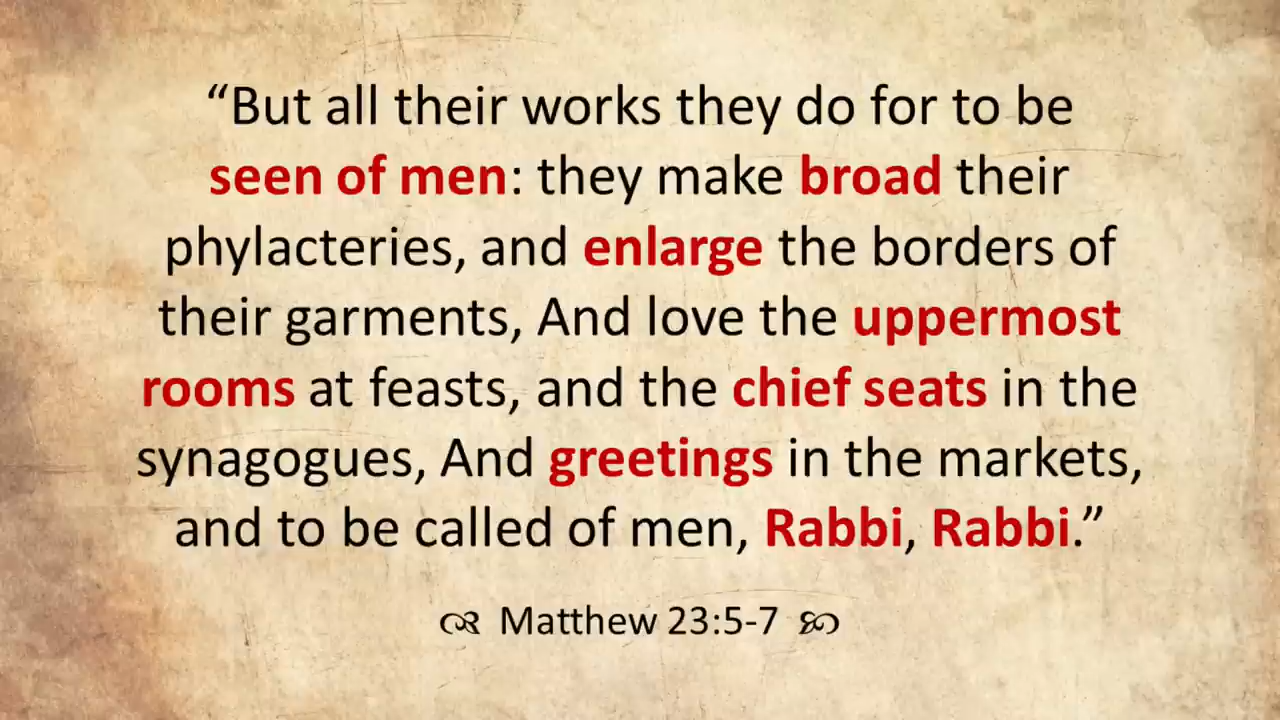 “But all their works they do for to be
seen of men: they make broad their
phylacteries, and enlarge the borders of
their garments, And love the uppermost
rooms at feasts, and the chief seats in the
synagogues, And greetings in the markets,
and to be called of men, Rabbi, Rabbi.”
Matthew 23:5-7